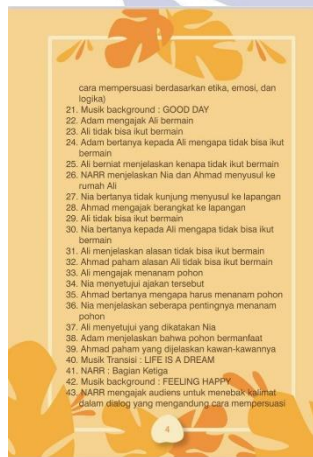 cara mempersuasi berdasarkan etika, emosi, dan
logika)
21. Musik background : GOOD DAY
22. Adam mengajak Ali bermain
23. Ali tidak bisa ikut bermain
24. Adam bertanya kepada Ali mengapa tidak bisa ikut
bermain
25. Ali berniat menjelaskan kenapa tidak ikut bermain
26. NARR menjelaskan Nia dan Ahmad menyusul ke
rumah Ali
27. Nia bertanya tidak kunjung menyusul ke lapangan
28. Ahmad mengajak berangkat ke lapangan
29. Ali tidak bisa ikut bermain
30. Nia bertanya kepada Ali mengapa tidak bisa ikut
bermain
31. Ali menjelaskan alasan tidak bisa ikut bermain
32. Ahmad paham alasan Ali tidak bisa ikut bermain
33. Ali mengajak menanam pohon
34. Nia menyetujui ajakan tersebut
35. Ahmad bertanya mengapa harus menanam pohon
36. Nia menjelaskan seberapa pentingnya menanam
pohon
37. Ali menyetujui yang dikatakan Nia
38. Adam menjelaskan bahwa pohon bermanfaat
39. Ahmad paham yang dijelaskan kawan-kawannya
40. Musik Transisi : LIFE IS A DREAM
41. NARR : Bagian Ketiga
42. Musik background : FEELING HAPPY
43. NARR mengajak audiens untuk menebak kalimat
dalam dialog yang mengandung cara mempersuasi
4